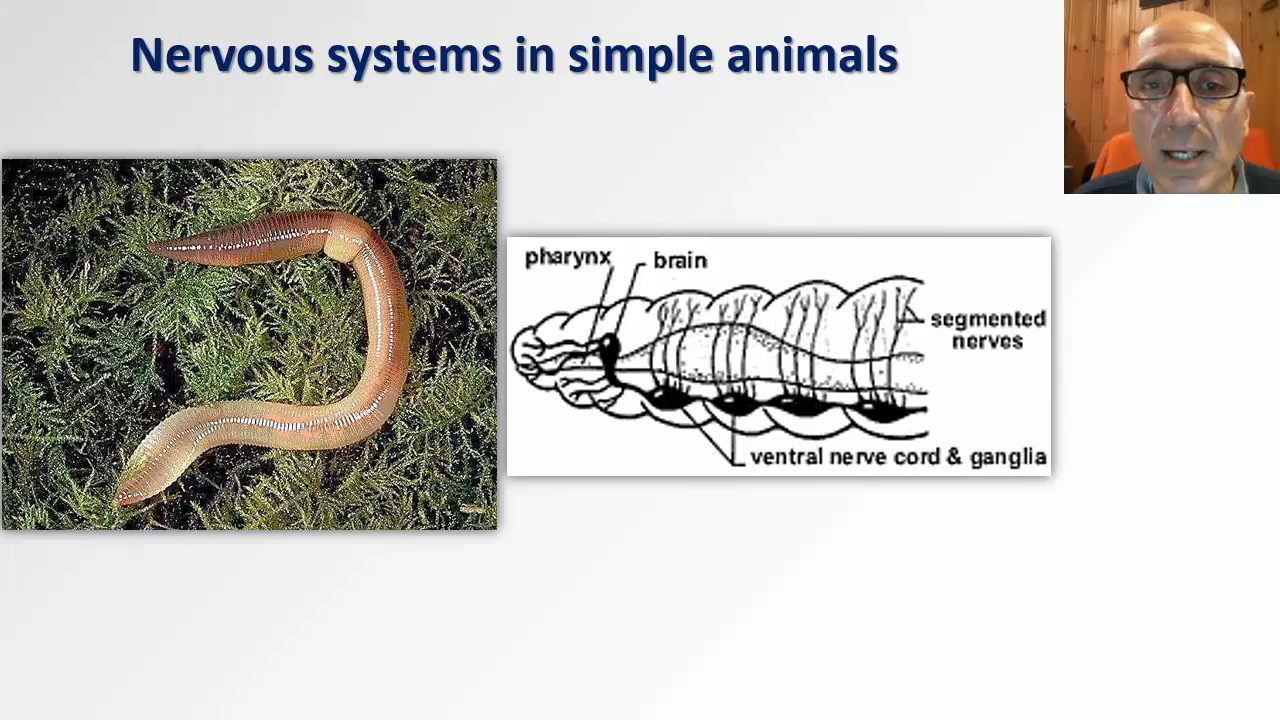 Nervous systems in simple animals
pharynx
brain
segmented
nerves
ventral nerve cord & ganglia